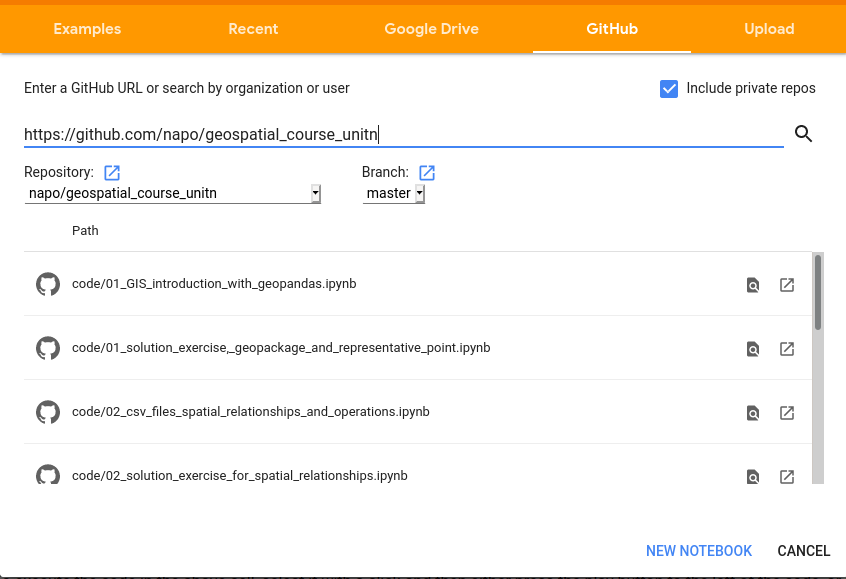 Examples Recent Google Drive GitHub Upload
Enter a GitHub URL or search by organization or user Include private repos
https://github.com/napo/geospatial_course_unitn
Repository: Branch:
napo/geospatial_course_unitn master
Path
code/01_GIS_introduction_with_geopandas.ipynb
code/01_solution_exercise,_geopackage_and_representative_point.ipynb
code/02_csv_files_spatial_relationships_and_operations.ipynb
code/02_solution_exercise_for_spatial_relationships.ipynb
NEW NOTEBOOK CANCEL